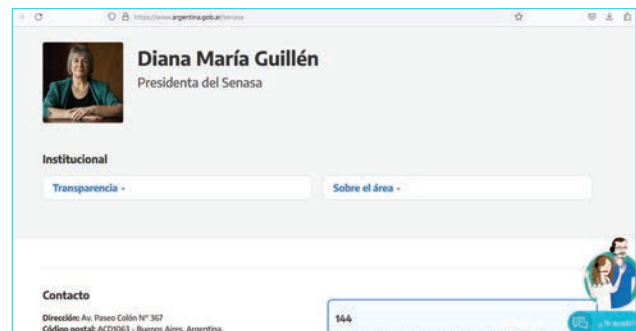 https://www.argentina.gob.ar/senasa
Diana María Guillén
Presidenta del Senasa
Institucional
Transparencia
Sobre el área
Contacto
Dirección: Av. Paseo Colón N° 367
Código postal: ACD1063 - Buenos Aires, Argentina.
144